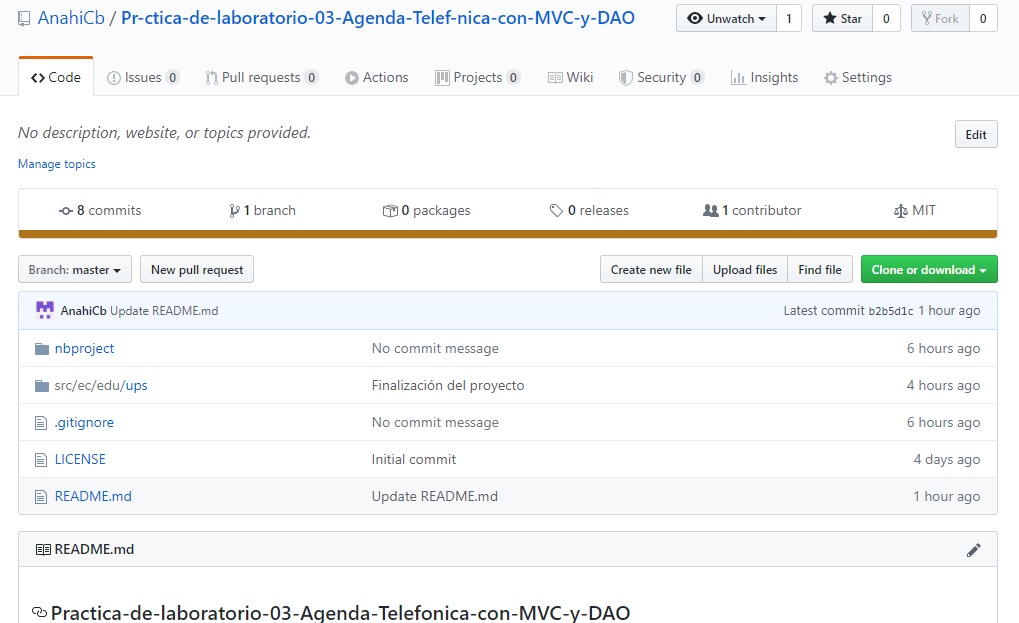 AnahiCb / Pr-ctica-de-laboratorio-03-Agenda-Telef-nica-con-MVC-y-DAO
Unwatch 1 Star 0 Fork 0
Code Issues 0 Pull requests 0 Actions Projects 0 Wiki Security 0 Insights Settings
No description, website, or topics provided.
Edit
Manage topics
8 commits 1 branch 0 packages 0 releases 1 contributor MIT
Branch: master New pull request Create new file Upload files Find file Clone or download
AnahiCb Update README.md Latest commit b2b5d1c 1 hour ago
nbproject No commit message 6 hours ago
src/ec/edu/ups Finalización del proyecto 4 hours ago
.gitignore No commit message 6 hours ago
LICENSE Initial commit 4 days ago
README.md Update README.md 1 hour ago
README.md
Practica-de-laboratorio-03-Agenda-Telefonica-con-MVC-y-DAO